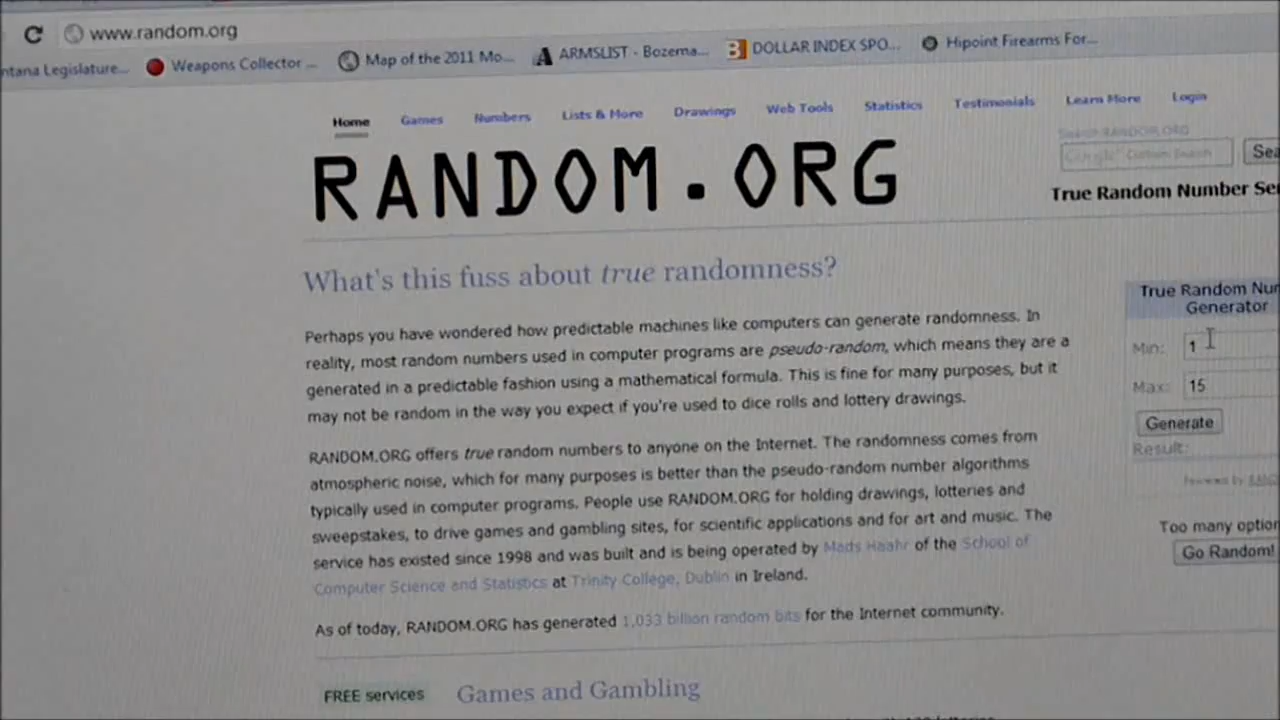 www.random.org
ntana Legislature... Weapons Collector ... Map of the 2011 Mo... ARMSLIST - Bozema... DOLLAR INDEX SPO... Hipoint Firearms For...
Home Games Numbers Lists & More Drawings Web Tools Statistics Testimonials Learn More Login
Search RANDOM.ORG
Google Custom Search Sea
RANDOM.ORG
True Random Number Ser
What's this fuss about true randomness?
Perhaps you have wondered how predictable machines like computers can generate randomness. In
reality, most random numbers used in computer programs are pseudo-random, which means they are a
generated in a predictable fashion using a mathematical formula. This is fine for many purposes, but it
may not be random in the way you expect if you're used to dice rolls and lottery drawings.
RANDOM.ORG offers true random numbers to anyone on the Internet. The randomness comes from
atmospheric noise, which for many purposes is better than the pseudo-random number algorithms
typically used in computer programs. People use RANDOM.ORG for holding drawings, lotteries and
sweepstakes, to drive games and gambling sites, for scientific applications and for art and music. The
service has existed since 1998 and was built and is being operated by Mads Haahr of the School of
Computer Science and Statistics at Trinity College, Dublin in Ireland.
As of today, RANDOM.ORG has generated 1,033 billion random bits for the Internet community.
FREE services Games and Gambling
True Random Num
Generator
Min: 1
Max: 15
Generate
Result:
Powered by RAND
Too many option
Go Random!